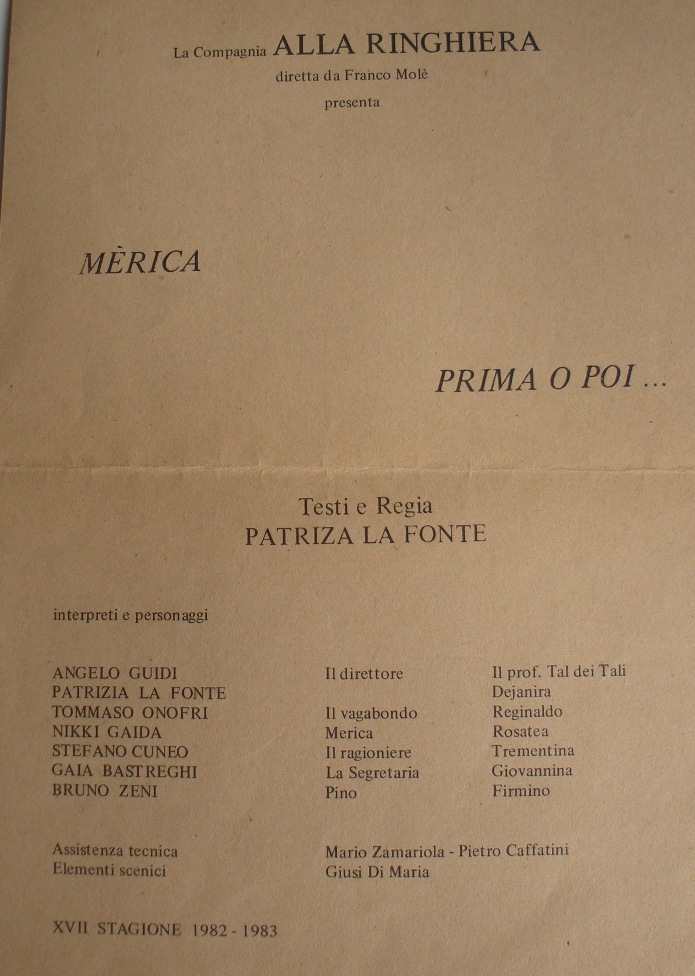 La Compagnia ALLA RINGHIERA
diretta da Franco Molè
presenta
MÈRICA
PRIMA O POI ...
Testi e Regia
PATRIZA LA FONTE
interpreti e personaggi
ANGELO GUIDI Il direttore Il prof. Tal dei Tali
PATRIZIA LA FONTE Dejanira
TOMMASO ONOFRI Il vagabondo Reginaldo
NIKKI GAIDA Merica Rosatea
STEFANO CUNEO Il ragioniere Trementina
GAIA BASTREGHI La Segretaria Giovannina
BRUNO ZENI Pino Firmino
Assistenza tecnica Mario Zamariola - Pietro Caffatini
Elementi scenici Giusi Di Maria
XVII STAGIONE 1982 - 1983